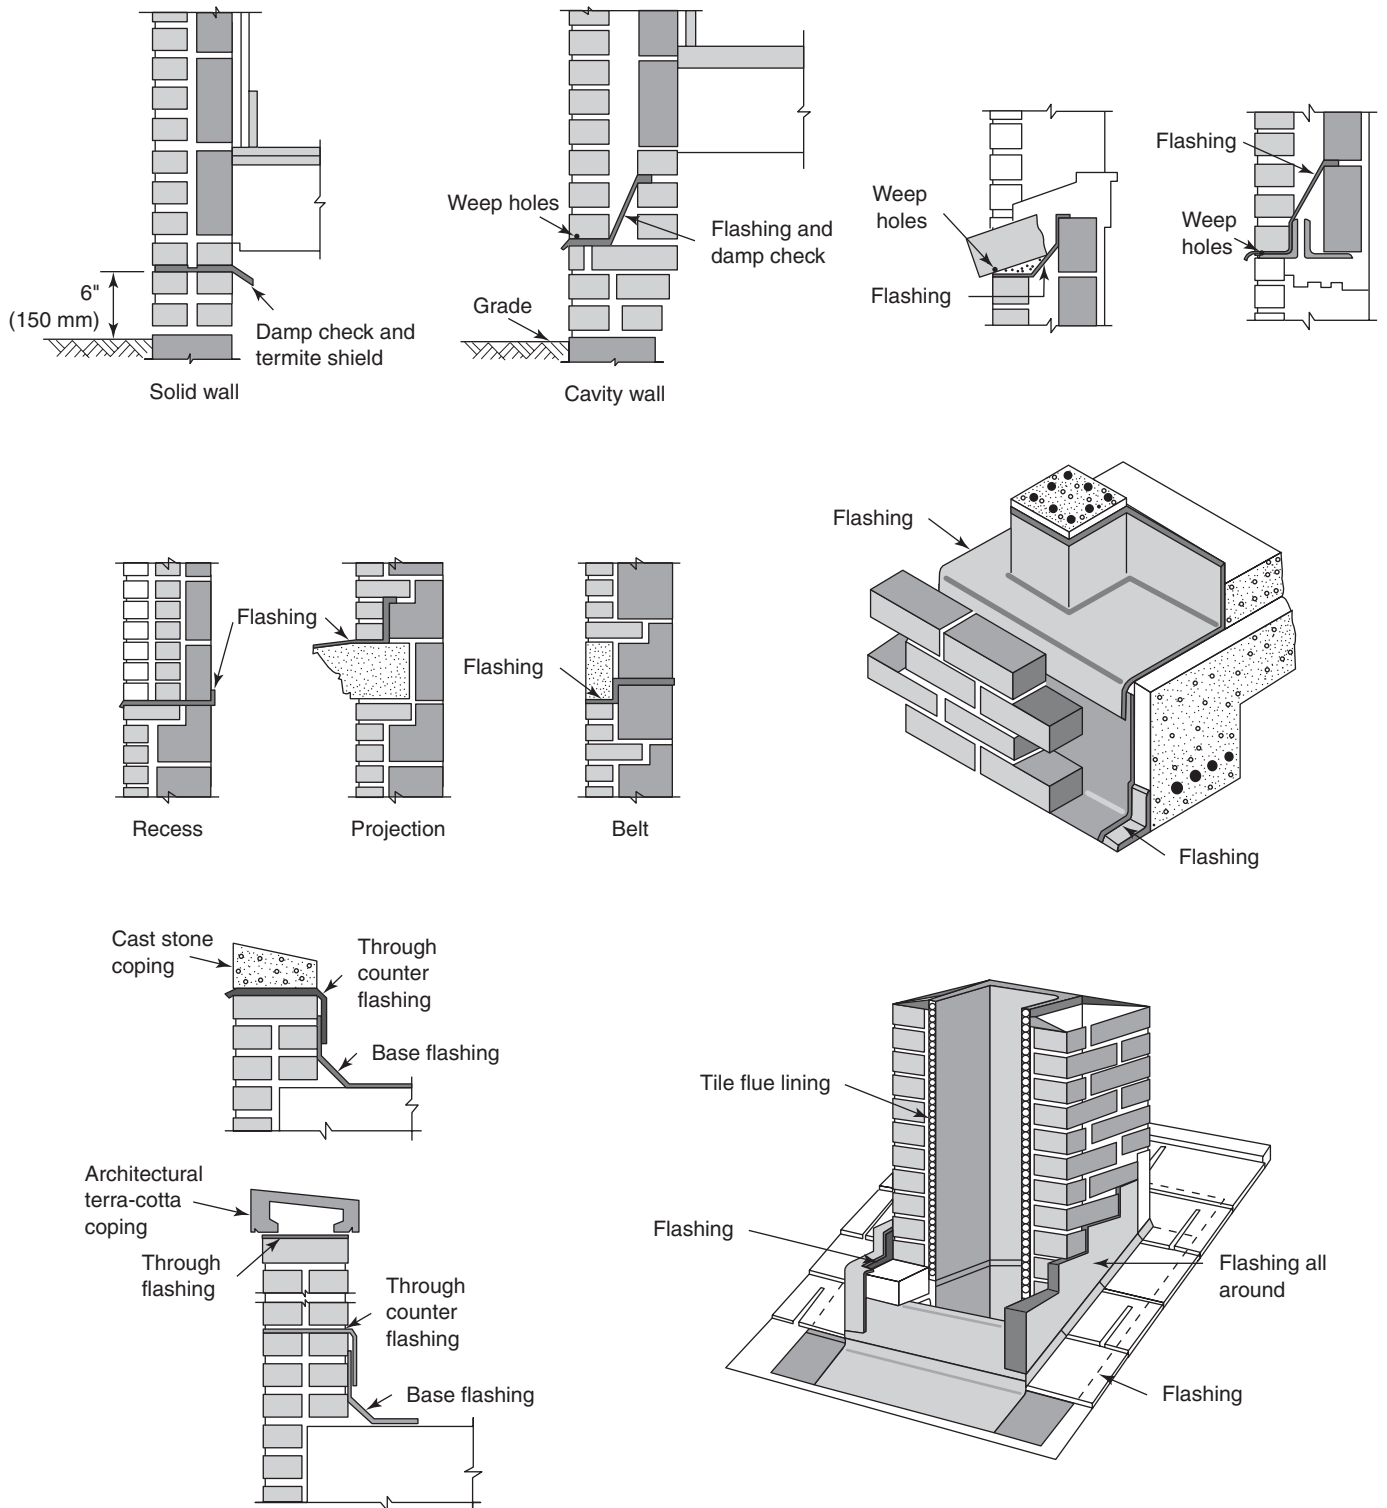 Weep holes
Flashing and
damp check
6"
(150 mm)
Grade
Damp check and
termite shield
Solid wall
Cavity wall
Weep
holes
Flashing
Flashing
Weep
holes
Flashing
Flashing
Recess
Projection
Belt
Flashing
Flashing
Cast stone
coping
Through
counter
flashing
Base flashing
Architectural
terra-cotta
coping
Through
flashing
Through
counter
flashing
Base flashing
Tile flue lining
Flashing
Flashing all
around
Flashing